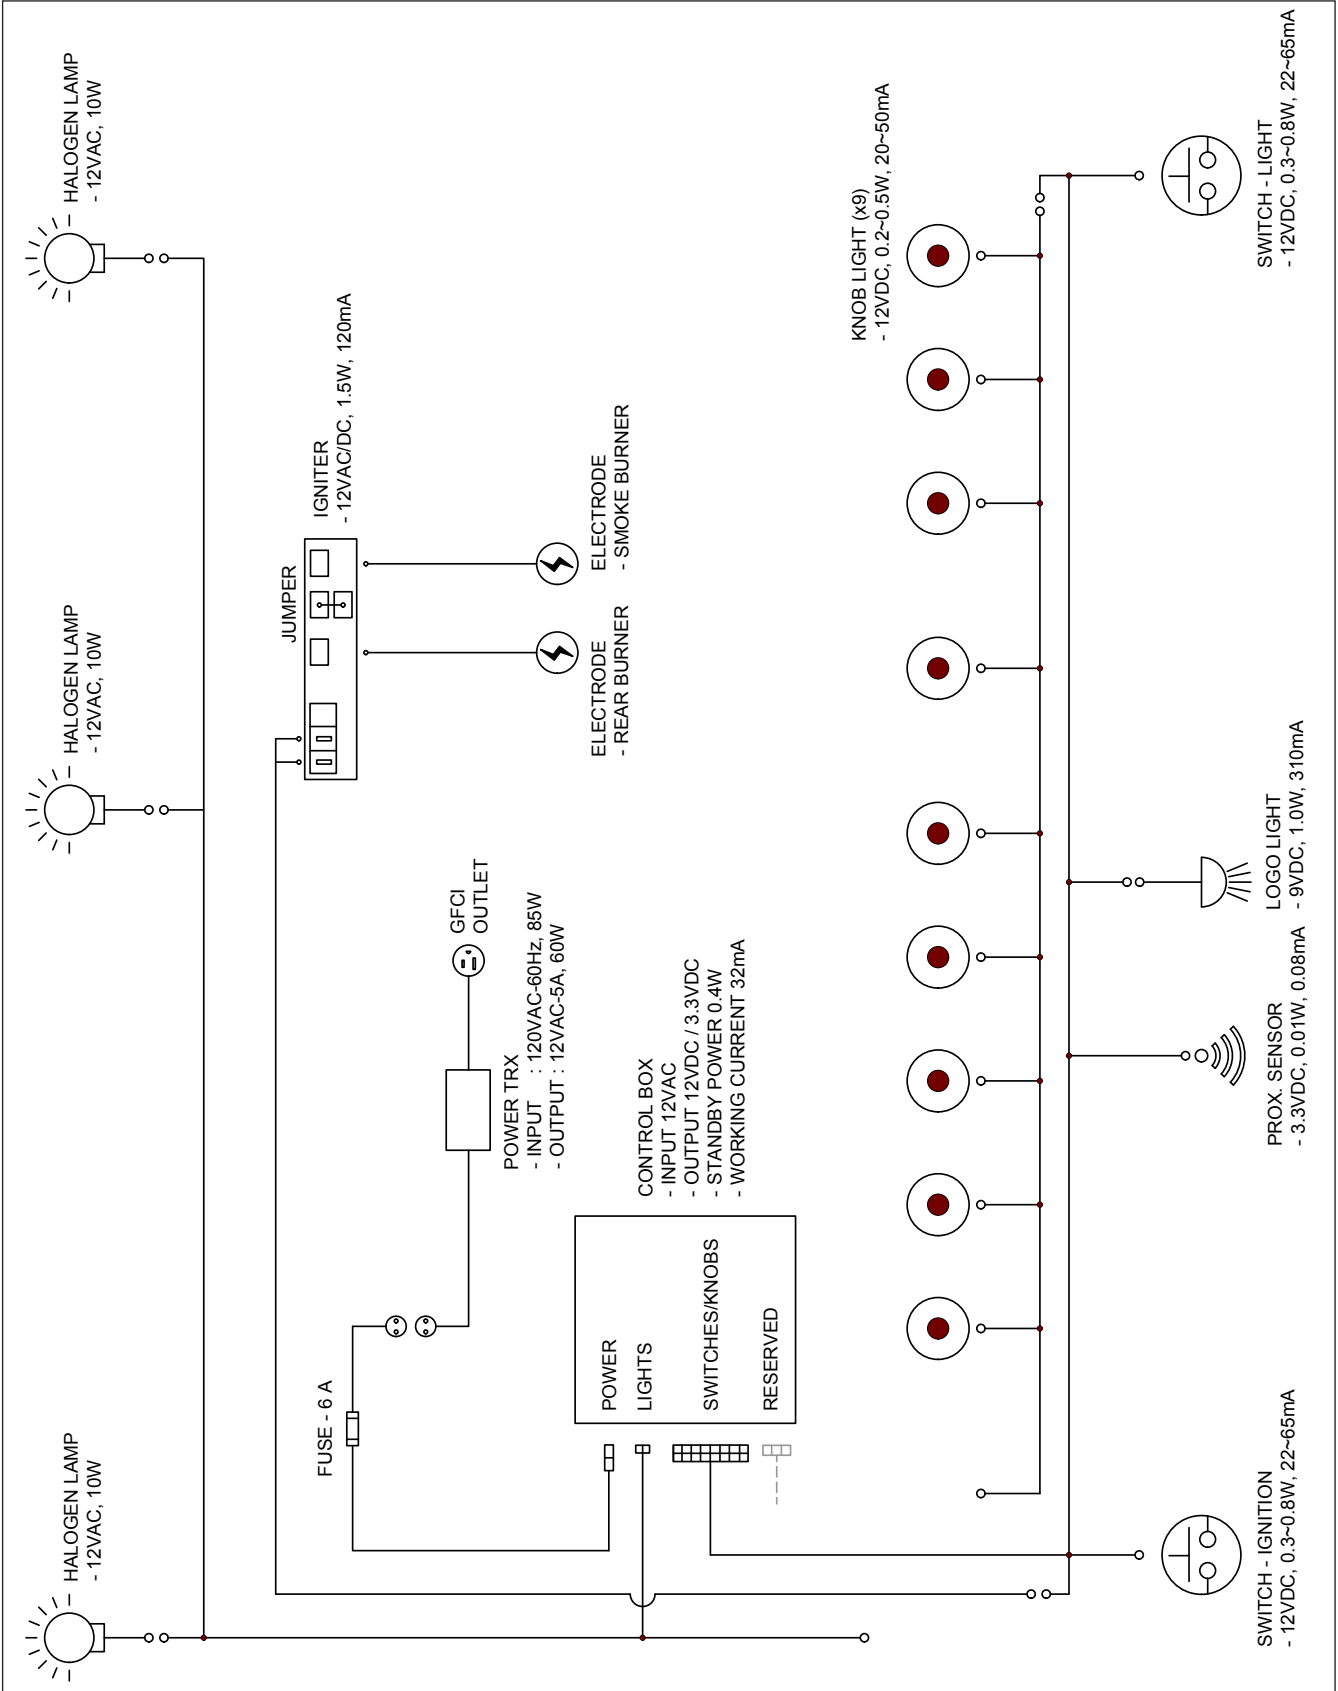 HALOGEN LAMP
- 12VAC, 10W
HALOGEN LAMP
- 12VAC, 10W
HALOGEN LAMP
- 12VAC, 10W
FUSE - 6 A
JUMPER
IGNITER
- 12VAC/DC, 1.5W, 120mA
GFCI
OUTLET
POWER TRX
- INPUT : 120VAC-60Hz, 85W
- OUTPUT : 12VAC-5A, 60W
ELECTRODE
- REAR BURNER
ELECTRODE
- SMOKE BURNER
CONTROL BOX
- INPUT 12VAC
- OUTPUT 12VDC / 3.3VDC
- STANDBY POWER 0.4W
- WORKING CURRENT 32mA
POWER
LIGHTS
SWITCHES/KNOBS
RESERVED
KNOB LIGHT (x9)
- 12VDC, 0.2~0.5W, 20~50mA
SWITCH - IGNITION
- 12VDC, 0.3~0.8W, 22~65mA
PROX. SENSOR
- 3.3VDC, 0.01W, 0.08mA
LOGO LIGHT
- 9VDC, 1.0W, 310mA
SWITCH - LIGHT
- 12VDC, 0.3~0.8W, 22~65mA